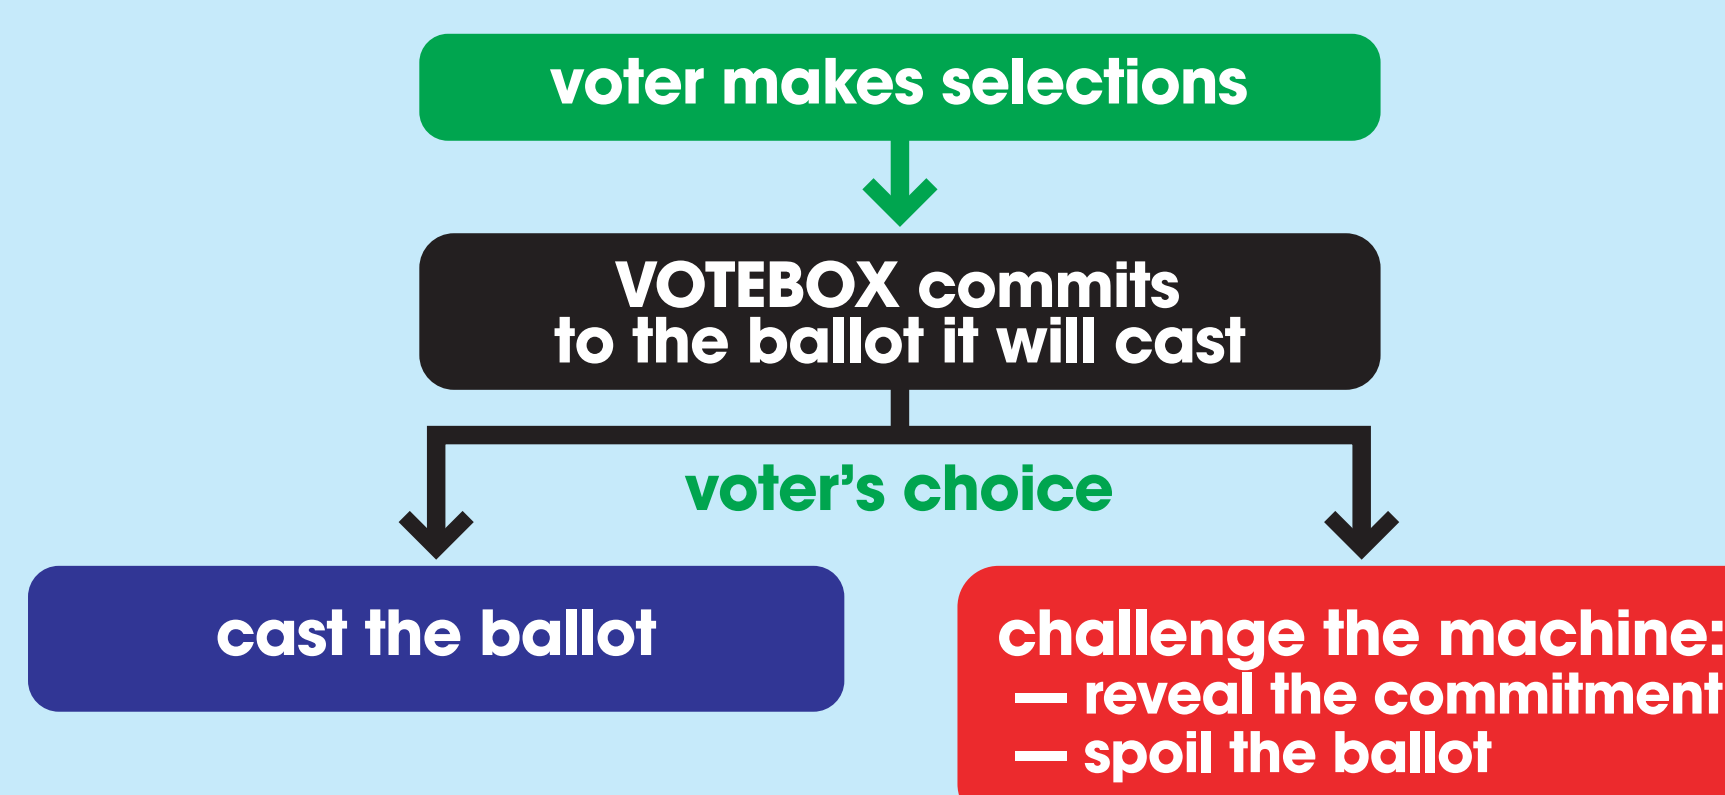 voter makes selections
VOTEBOX commits
to the ballot it will cast
voter's choice
cast the ballot
challenge the machine:
— reveal the commitment
— spoil the ballot